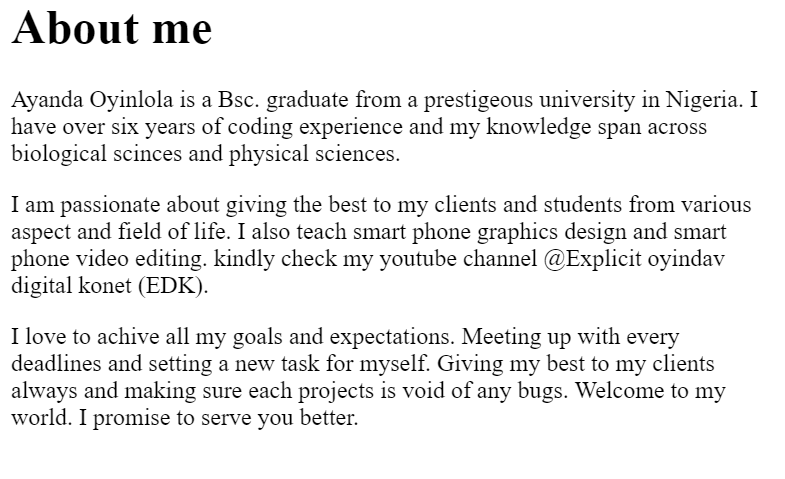 About me
Ayanda Oyinlola is a Bsc. graduate from a prestigeous university in Nigeria. I
have over six years of coding experience and my knowledge span across
biological scinces and physical sciences.
I am passionate about giving the best to my clients and students from various
aspect and field of life. I also teach smart phone graphics design and smart
phone video editing. kindly check my youtube channel @Explicit oyindav
digital konet (EDK).
I love to achive all my goals and expectations. Meeting up with every
deadlines and setting a new task for myself. Giving my best to my clients
always and making sure each projects is void of any bugs. Welcome to my
world. I promise to serve you better.